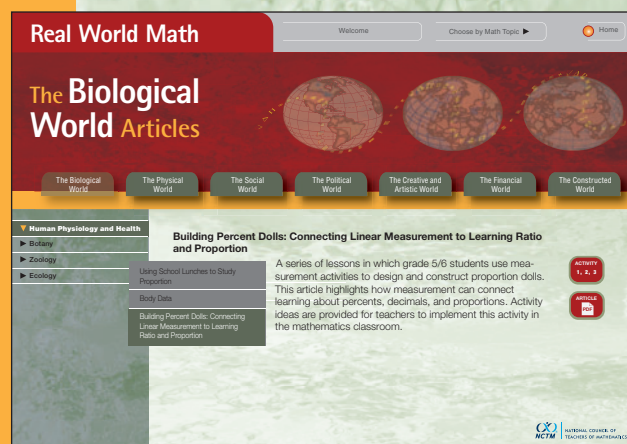 Real World Math
Welcome
Choose by Math Topic ▶
Home
The Biological
World Articles
The Biological
World
The Physical
World
The Social
World
The Political
World
The Creative and
Artistic World
The Financial
World
The Constructed
World
▼ Human Physiology and Health
▶ Botany
▶ Zoology
▶ Ecology
Using School Lunches to Study
Proportion
Body Data
Building Percent Dolls: Connecting
Linear Measurement to Learning
Ratio and Proportion
Building Percent Dolls: Connecting Linear Measurement to Learning Ratio
and Proportion
A series of lessons in which grade 5/6 students use mea-
surement activities to design and construct proportion dolls.
This article highlights how measurement can connect
learning about percents, decimals, and proportions. Activity
ideas are provided for teachers to implement this activity in
the mathematics classroom.
ACTIVITY
1, 2, 3
ARTICLE
PDF
NCTM
NATIONAL COUNCIL OF
TEACHERS OF MATHEMATICS